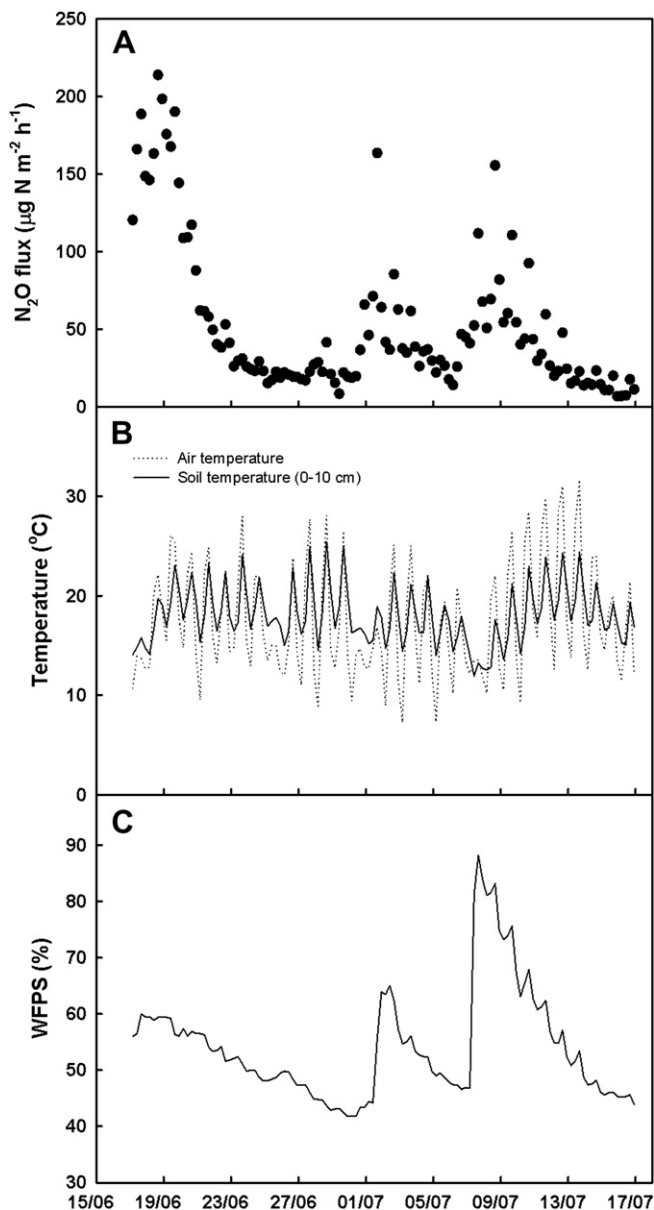 A
N₂O flux (µg N m⁻² h⁻¹)
250
200
150
100
50
0
B
Air temperature
Soil temperature (0-10 cm)
Temperature (°C)
30
20
10
0
C
WFPS (%)
90
80
70
60
50
40
30
15/06 19/06 23/06 27/06 01/07 05/07 09/07 13/07 17/07